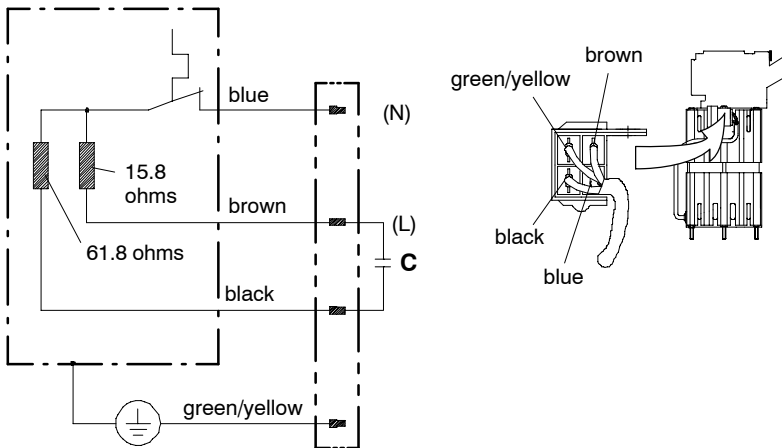 blue
(N)
15.8
ohms
brown
(L)
61.8 ohms
C
black
green/yellow
brown
green/yellow
black
blue